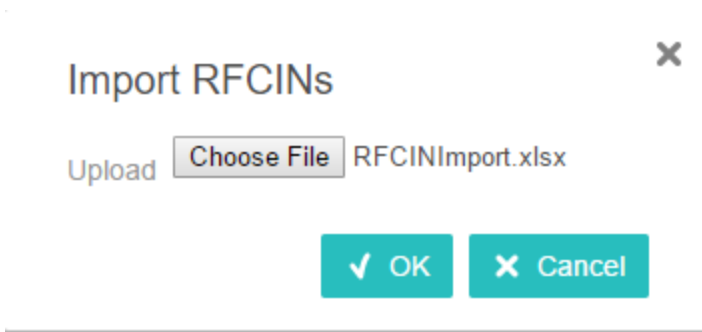 Import RFCINs
Upload Choose File RFCINImport.xlsx
OK Cancel